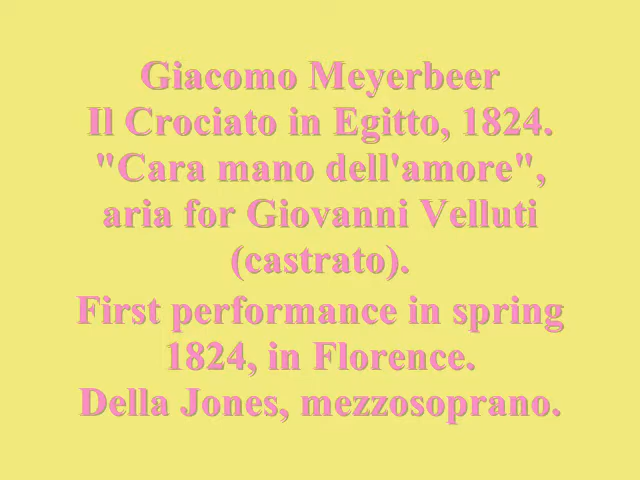 Giacomo Meyerbeer
Il Crociato in Egitto, 1824.
"Cara mano dell'amore",
aria for Giovanni Velluti
(castrato).
First performance in spring
1824, in Florence.
Della Jones, mezzosoprano.